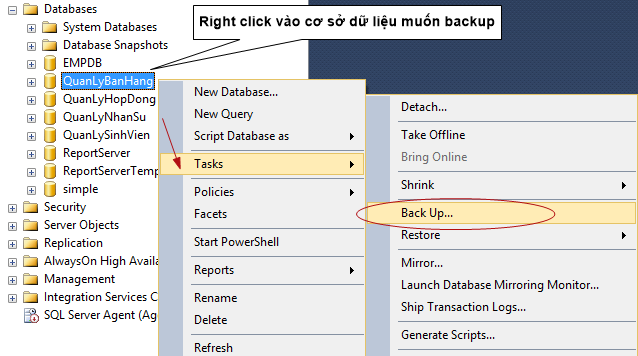 Databases
Right click vào cơ sở dữ liệu muốn backup
System Databases
Database Snapshots
EMPDB
QuanLyBanHang
QuanLyHopDong
QuanLyNhanSu
QuanLySinhVien
ReportServer
ReportServerTemp
simple
Security
Server Objects
Replication
AlwaysOn High Availa
Management
Integration Services C
SQL Server Agent (Age
New Database...
New Query
Script Database as
Tasks
Policies
Facets
Start PowerShell
Reports
Rename
Delete
Refresh
Detach...
Take Offline
Bring Online
Shrink
Back Up...
Restore
Mirror...
Launch Database Mirroring Monitor...
Ship Transaction Logs...
Generate Scripts...